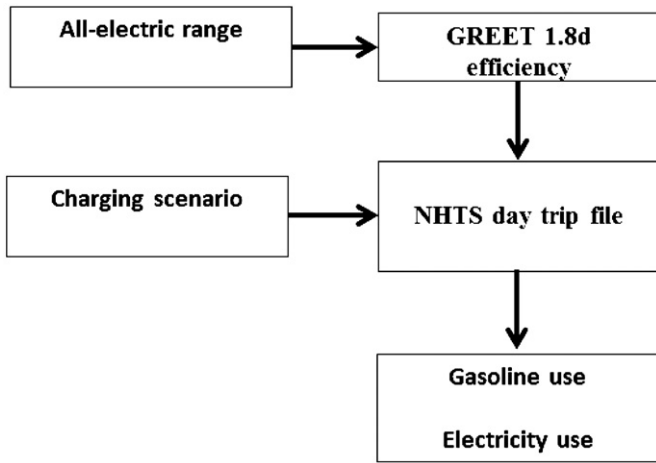 All-electric range
GREET 1.8d
efficiency
Charging scenario
NHTS day trip file
Gasoline use
Electricity use